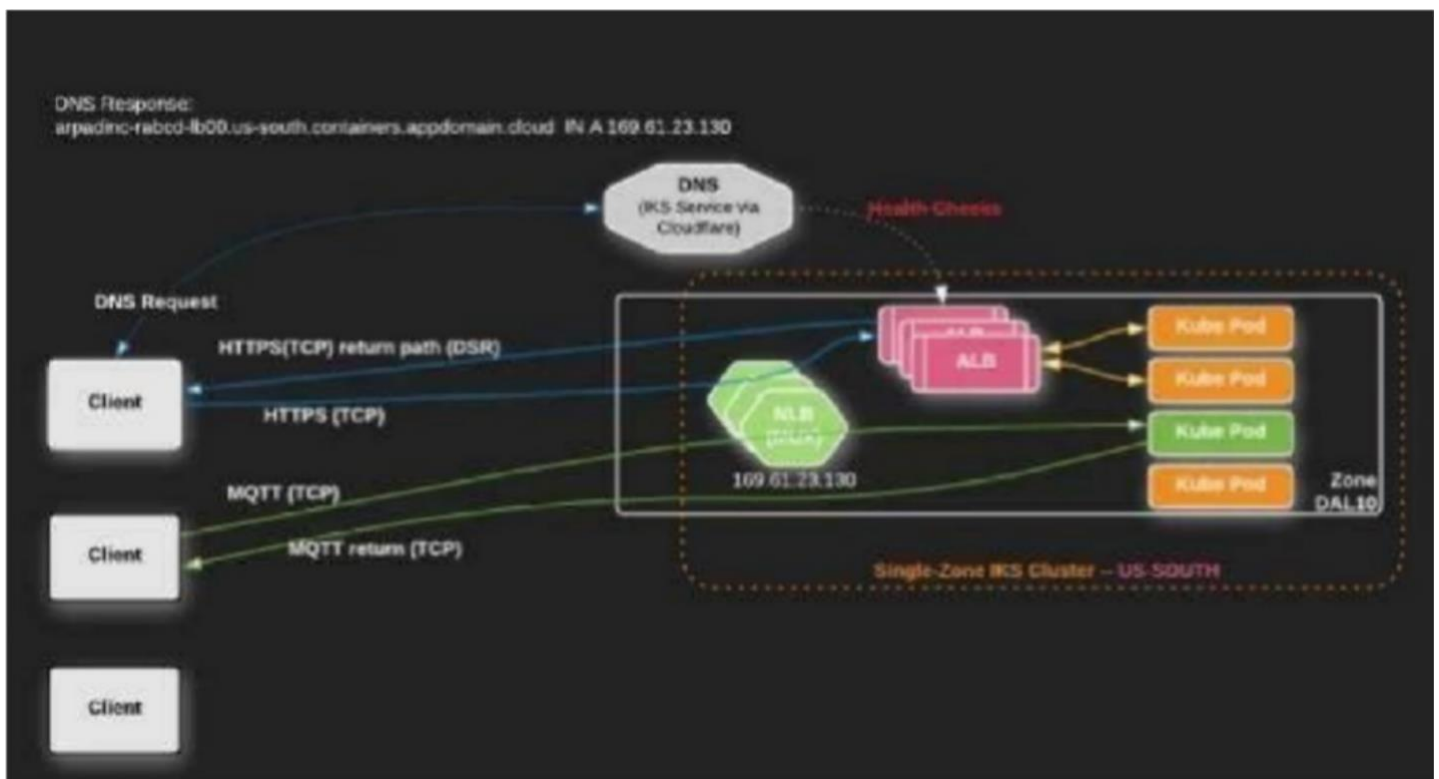 DNS Response:
arpadinc-rabcd-lb00.us-south.containers.appdomain.cloud IN A 169.61.23.130
DNS
(IKS Service via
Cloudflare)
Health Checks
DNS Request
HTTPS(TCP) return path (DSR)
Client
HTTPS (TCP)
ALB
ALB
Kube Pod
Kube Pod
Kube Pod
Kube Pod
NLB
169.61.23.130
Zone
DAL10
MQTT (TCP)
Client
MQTT return (TCP)
Single-Zone IKS Cluster – US-SOUTH
Client